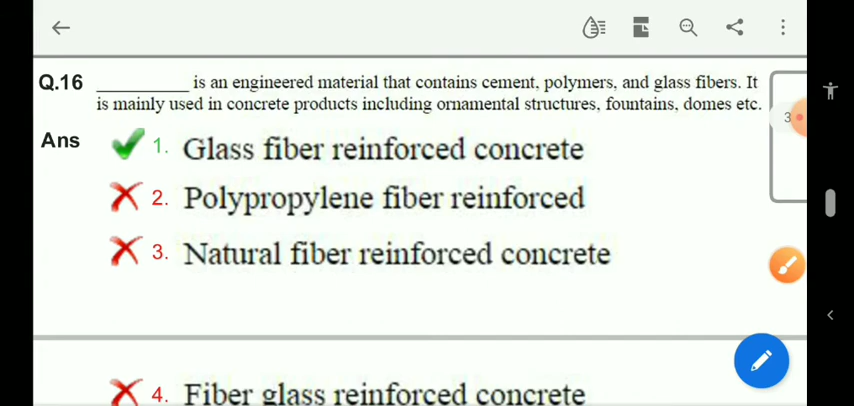 Q.16 _________ is an engineered material that contains cement, polymers, and glass fibers. It
is mainly used in concrete products including ornamental structures, fountains, domes etc.
Ans 1. Glass fiber reinforced concrete
2. Polypropylene fiber reinforced
3. Natural fiber reinforced concrete
4. Fiber glass reinforced concrete
3